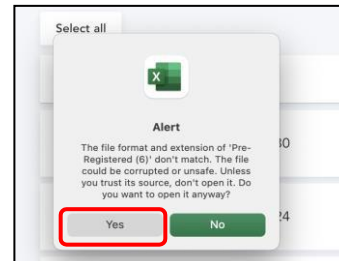 Select all
X
Alert
The file format and extension of 'Pre-
Registered (6)' don't match. The file
could be corrupted or unsafe. Unless
you trust its source, don't open it. Do
you want to open it anyway?
Yes
No